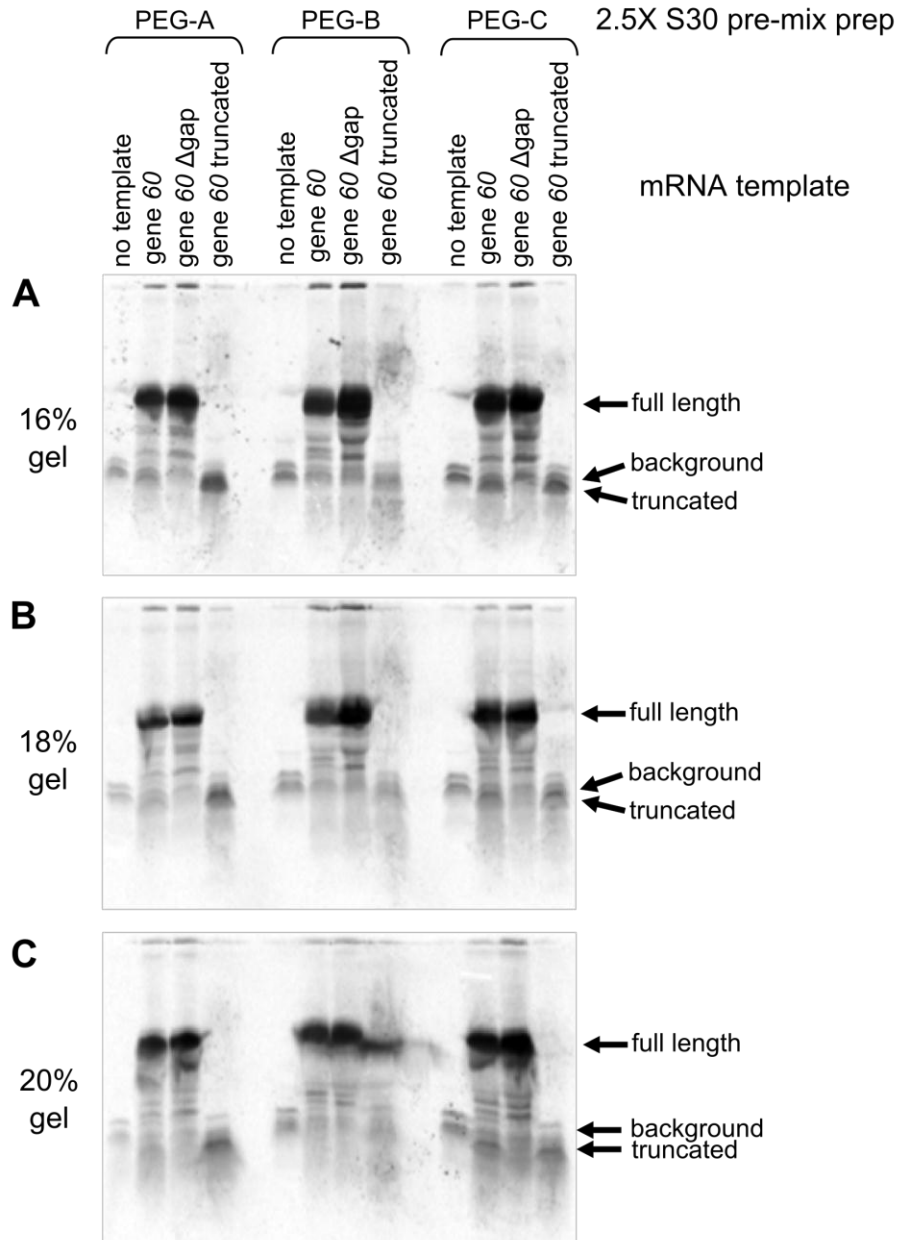 PEG-A PEG-B PEG-C 2.5X S30 pre-mix prep
no template
gene 60
gene 60 Δgap
gene 60 truncated
no template
gene 60
gene 60 Δgap
gene 60 truncated
no template
gene 60
gene 60 Δgap
gene 60 truncated
mRNA template
A
16%
gel
full length
background
truncated
B
18%
gel
full length
background
truncated
C
20%
gel
full length
background
truncated